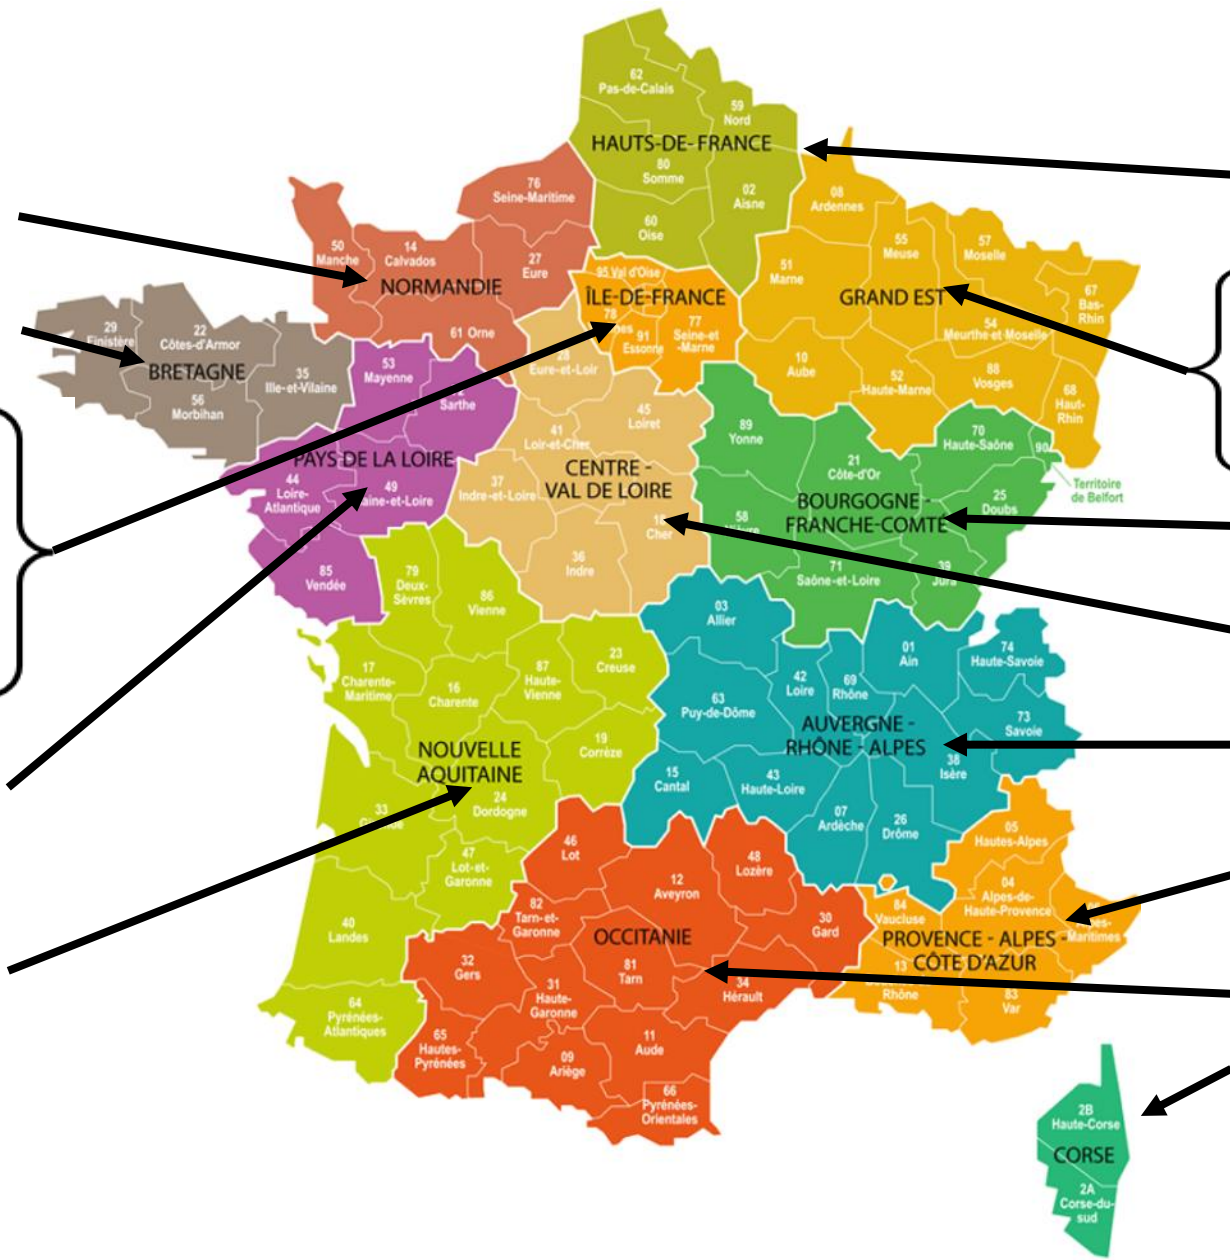 62
Pas-de-Calais
59
Nord
HAUTS-DE-FRANCE
80
Somme
02
Aisne
60
Oise
76
Seine-Maritime
50
Manche
14
Calvados
27
Eure
NORMANDIE
61 Orne
08
Ardennes
55
Meuse
57
Moselle
51
Marne
67
Bas-
Rhin
GRAND EST
54
Meurthe-et-Moselle
10
Aube
52
Haute-Marne
88
Vosges
68
Haut-
Rhin
95 Val d'Oise
ÎLE-DE-FRANCE
78
91
Essonne
77
Seine-et
-Marne
29
Finistère
22
Côtes-d'Armor
BRETAGNE
35
Ille-et-Vilaine
56
Morbihan
53
Mayenne
Sarthe
PAYS DE LA LOIRE
44
Loire-
Atlantique
49
85
Vendée
28
Eure-et-Loir
45
Loiret
41
Loir-et-Cher
CENTRE -
VAL DE LOIRE
37
Indre-et-Loire
Cher
36
Indre
89
Yonne
21
Côte-d'Or
70
Haute-Saône
90
Territoire
de Belfort
BOURGOGNE -
FRANCHE-COMTÉ
25
Doubs
58
71
Saône-et-Loire
39
Jura
79
Deux-
Sèvres
86
Vienne
17
Charente-
Maritime
16
Charente
87
Haute-
Vienne
23
Creuse
19
Corrèze
NOUVELLE
AQUITAINE
24
Dordogne
33
47
Lot-et-
Garonne
40
Landes
64
Pyrénées-
Atlantiques
03
Allier
01
Ain
74
Haute-Savoie
42
Loire
69
Rhône
63
Puy-de-Dôme
73
Savoie
AUVERGNE -
RHÔNE - ALPES
38
Isère
15
Cantal
43
Haute-Loire
07
Ardèche
26
Drôme
46
Lot
12
Aveyron
48
Lozère
82
Tarn-et-
Garonne
30
Gard
OCCITANIE
32
Gers
81
Tarn
34
Hérault
31
Haute-
Garonne
65
Hautes-
Pyrénées
09
Ariège
11
Aude
66
Pyrénées-
Orientales
05
Hautes-Alpes
04
Alpes-de-
Haute-Provence
84
Vaucluse
Maritimes
PROVENCE - ALPES -
CÔTE D'AZUR
13
Rhône
83
Var
2B
Haute-Corse
CORSE
2A
Corse-du-
sud